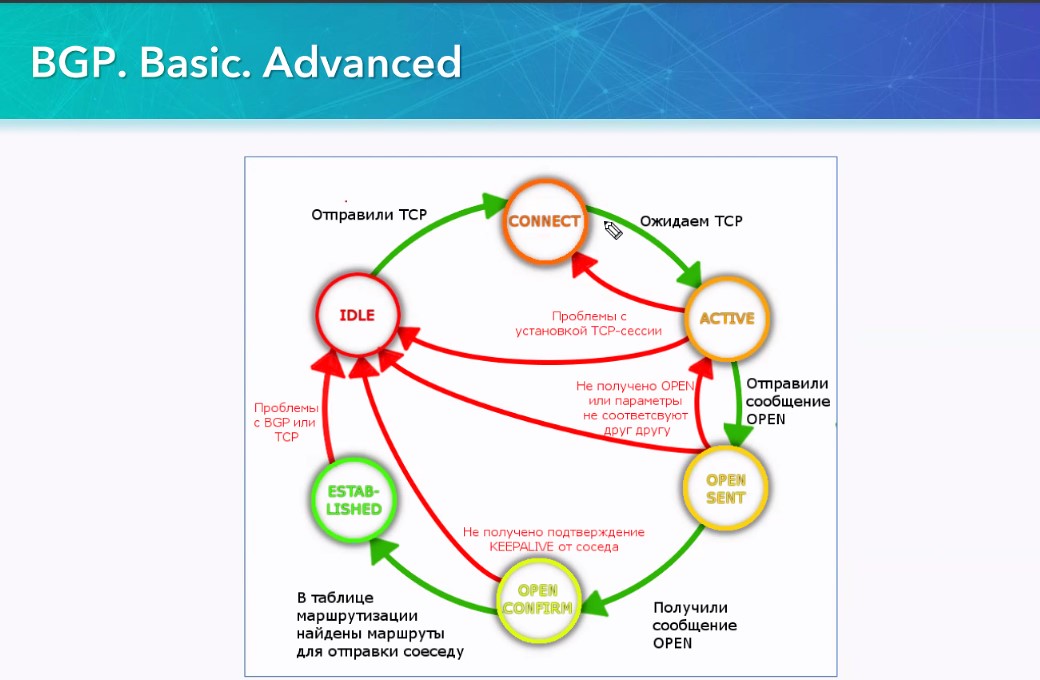 BGP. Basic. Advanced
Отправили TCP
CONNECT
Ожидаем TCP
IDLE
ACTIVE
Проблемы с
установкой TCP-сессии
Не получено OPEN
или параметры
не соответсвуют
друг другу
Отправили
сообщение
OPEN
Проблемы
с BGP или
TCP
ESTAB-
LISHED
OPEN
SENT
Не получено подтверждение
KEEPALIVE от соседа
OPEN
CONFIRM
В таблице
маршрутизации
найдены маршруты
для отправки соеседу
Получили
сообщение
OPEN